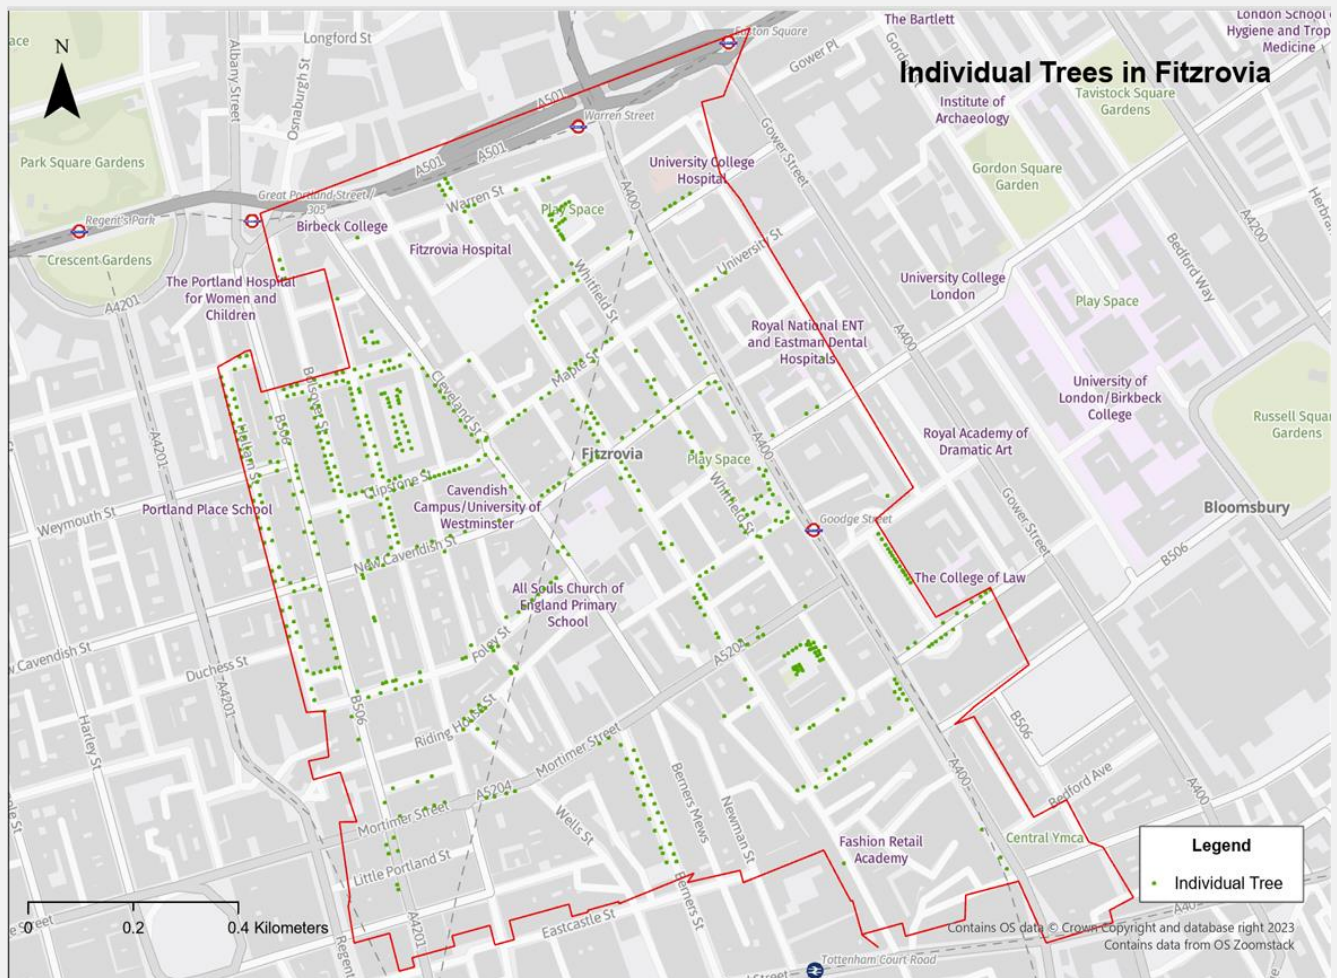 Individual Trees in Fitzrovia
N
Longford St
Albany Street
Osnaburgh St
Euston Square
Gower Pl
The Bartlett
Hygiene and Trop
Medicine
Tavistock Square
Gardens
Institute of
Archaeology
Gordon Square
Garden
Park Square Gardens
A501
A501
A501
Warren Street
Gower Street
University College
Hospital
A400
Great Portland Street /
305
Regent's Park
Birbeck College
Warren St
Play Space
Fitzrovia Hospital
University St
A4200
Bedford Way
Crescent Gardens
A4201
The Portland Hospital
for Women and
Children
Whitfield St
University College
London
Play Space
Royal National ENT
and Eastman Dental
Hospitals
A400
Maple St
Cleveland St
Bolsover St
B506
Hallam St
A4201
University of
London/Birkbeck
College
Gardens
Royal Academy of
Dramatic Art
Fitzrovia
Play Space
A400
Clipstone St
Whitfield St
Weymouth St
Portland Place School
Cavendish
Campus/University of
Westminster
Goodge Street
Gower Street
Bloomsbury
B506
New Cavendish St
The College of Law
All Souls Church of
England Primary
School
Foley St
A5204
w Cavendish St
Duchess St
A4201
B506
Riding House St
Harley St
Mortimer Street
B506
A400
Bedford Ave
A400
A5204
Mortimer Street
Wells St
Berners Mews
Newman St
Fashion Retail
Academy
Central Ymca
Little Portland St
Berners St
Eastcastle St
A4201
Regent
Legend
Individual Tree
0
0.2
0.4 Kilometers
Contains OS data © Crown Copyright and database right 2023
Contains data from OS Zoomstack
Tottenham Court Road